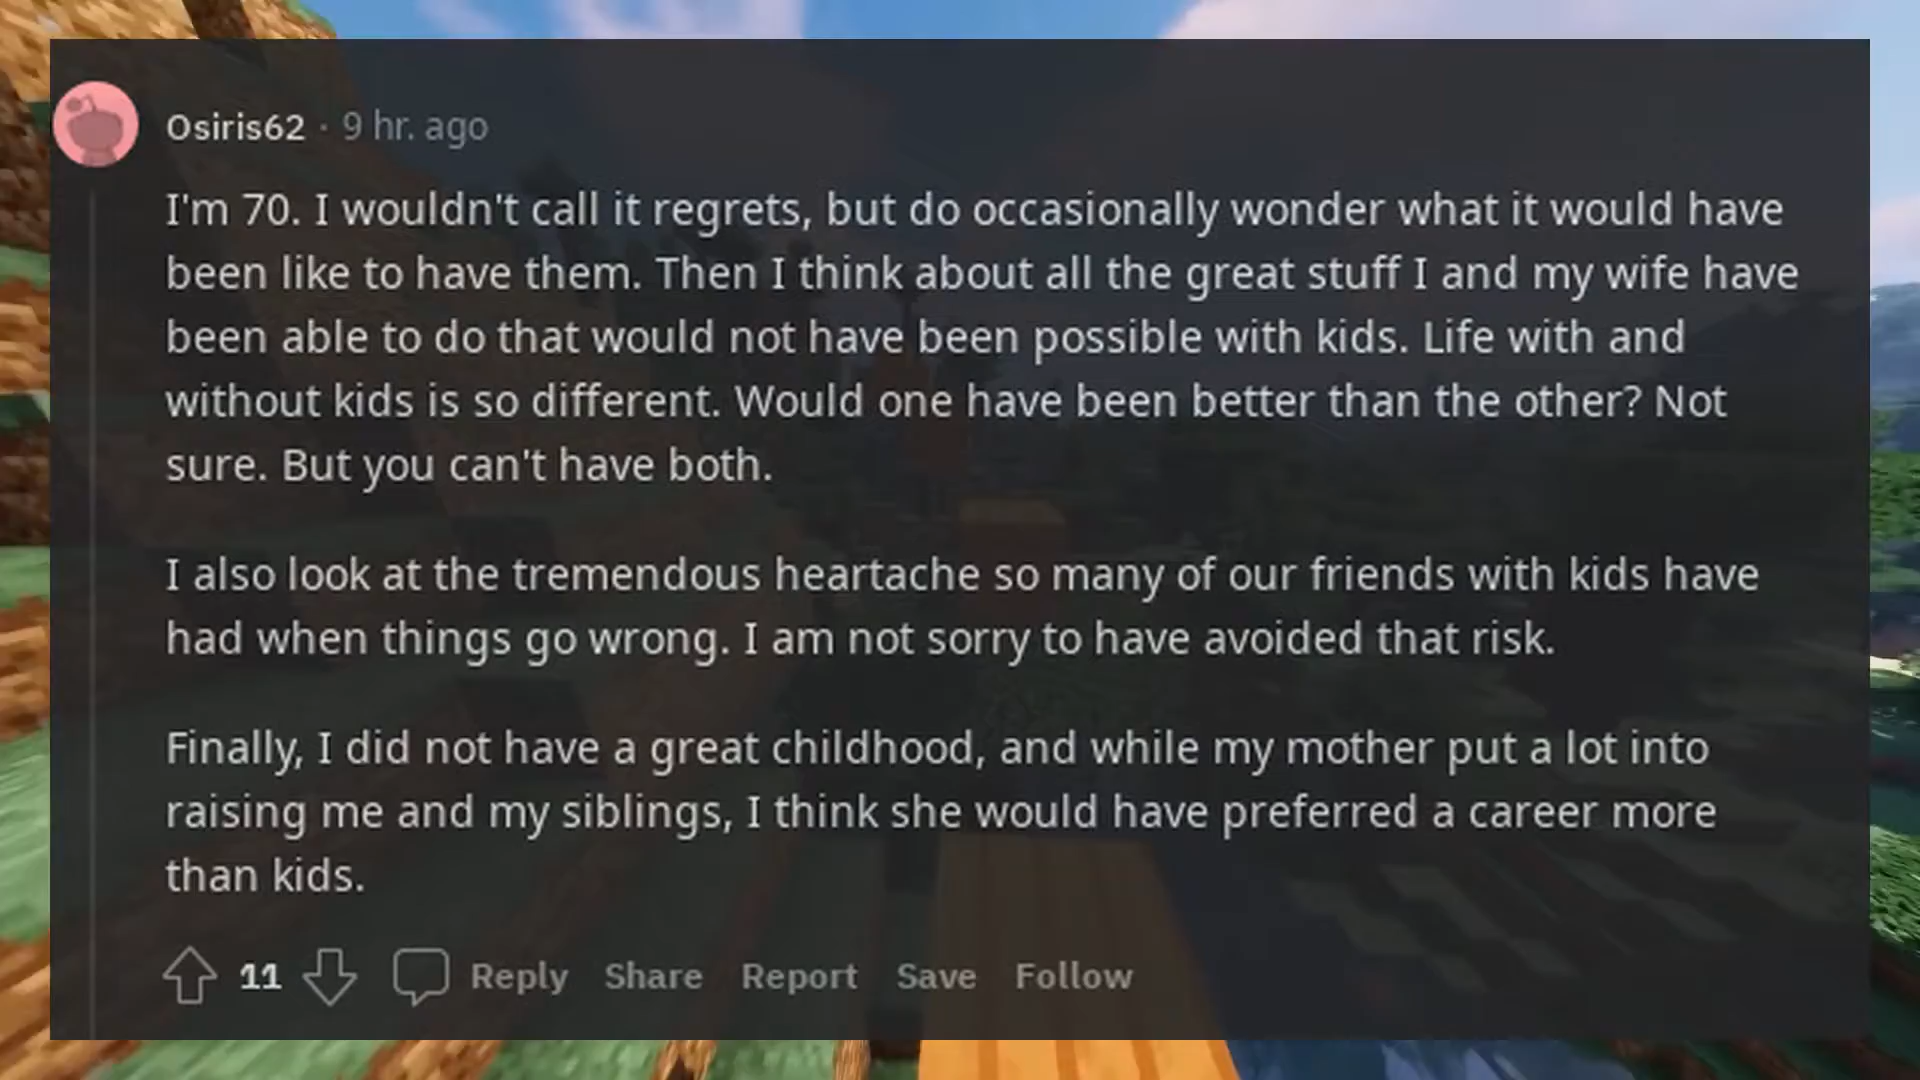 Osiris62 · 9 hr. ago
I'm 70. I wouldn't call it regrets, but do occasionally wonder what it would have
been like to have them. Then I think about all the great stuff I and my wife have
been able to do that would not have been possible with kids. Life with and
without kids is so different. Would one have been better than the other? Not
sure. But you can't have both.
I also look at the tremendous heartache so many of our friends with kids have
had when things go wrong. I am not sorry to have avoided that risk.
Finally, I did not have a great childhood, and while my mother put a lot into
raising me and my siblings, I think she would have preferred a career more
than kids.
11 Reply Share Report Save Follow